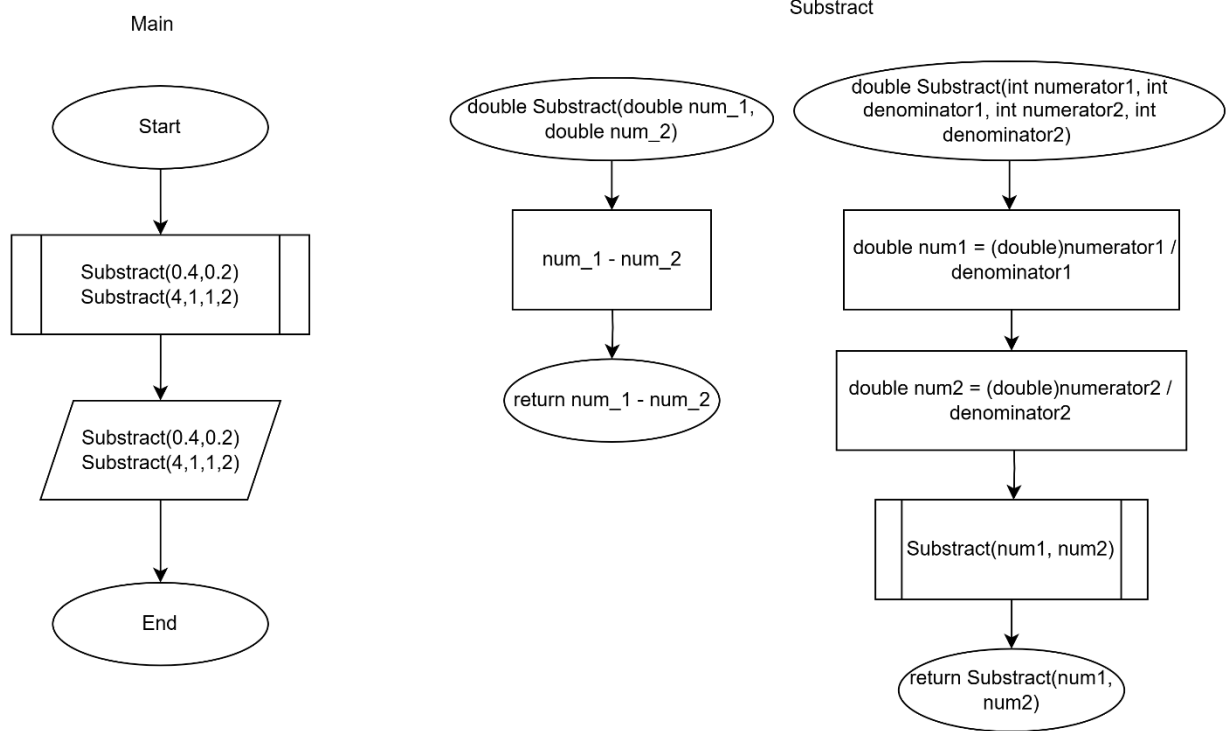 Main
Start
Substract(0.4,0.2)
Substract(4,1,1,2)
Substract(0.4,0.2)
Substract(4,1,1,2)
End
Substract
double Substract(double num_1,
double num_2)
num_1 - num_2
return num_1 - num_2
double Substract(int numerator1, int
denominator1, int numerator2, int
denominator2)
double num1 = (double)numerator1 /
denominator1
double num2 = (double)numerator2 /
denominator2
Substract(num1, num2)
return Substract(num1,
num2)